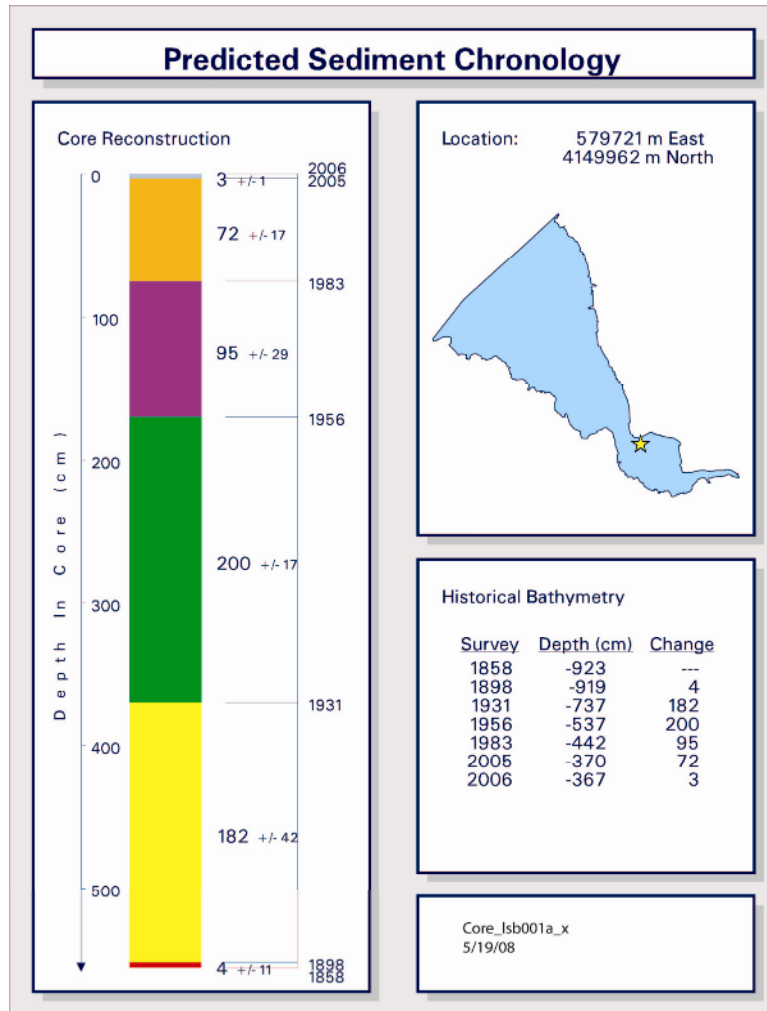 Predicted Sediment Chronology
Core Reconstruction
0
100
200
300
400
500
Depth In Core (cm)
3 +/- 1
72 +/- 17
95 +/- 29
200 +/- 17
182 +/- 42
4 +/- 11
2006
2005
1983
1956
1931
1898
1858
Location: 579721 m East
4149962 m North
Historical Bathymetry
Survey Depth (cm) Change
1858 -923 ---
1898 -919 4
1931 -737 182
1956 -537 200
1983 -442 95
2005 -370 72
2006 -367 3
Core_lsb001a_x
5/19/08